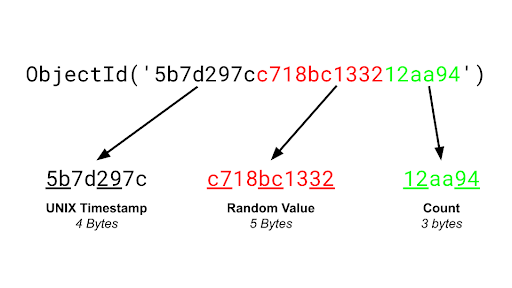 ObjectId('5b7d297cc718bc133212aa94')
5b7d297c c718bc1332 12aa94
UNIX Timestamp Random Value Count
4 Bytes 5 Bytes 3 bytes